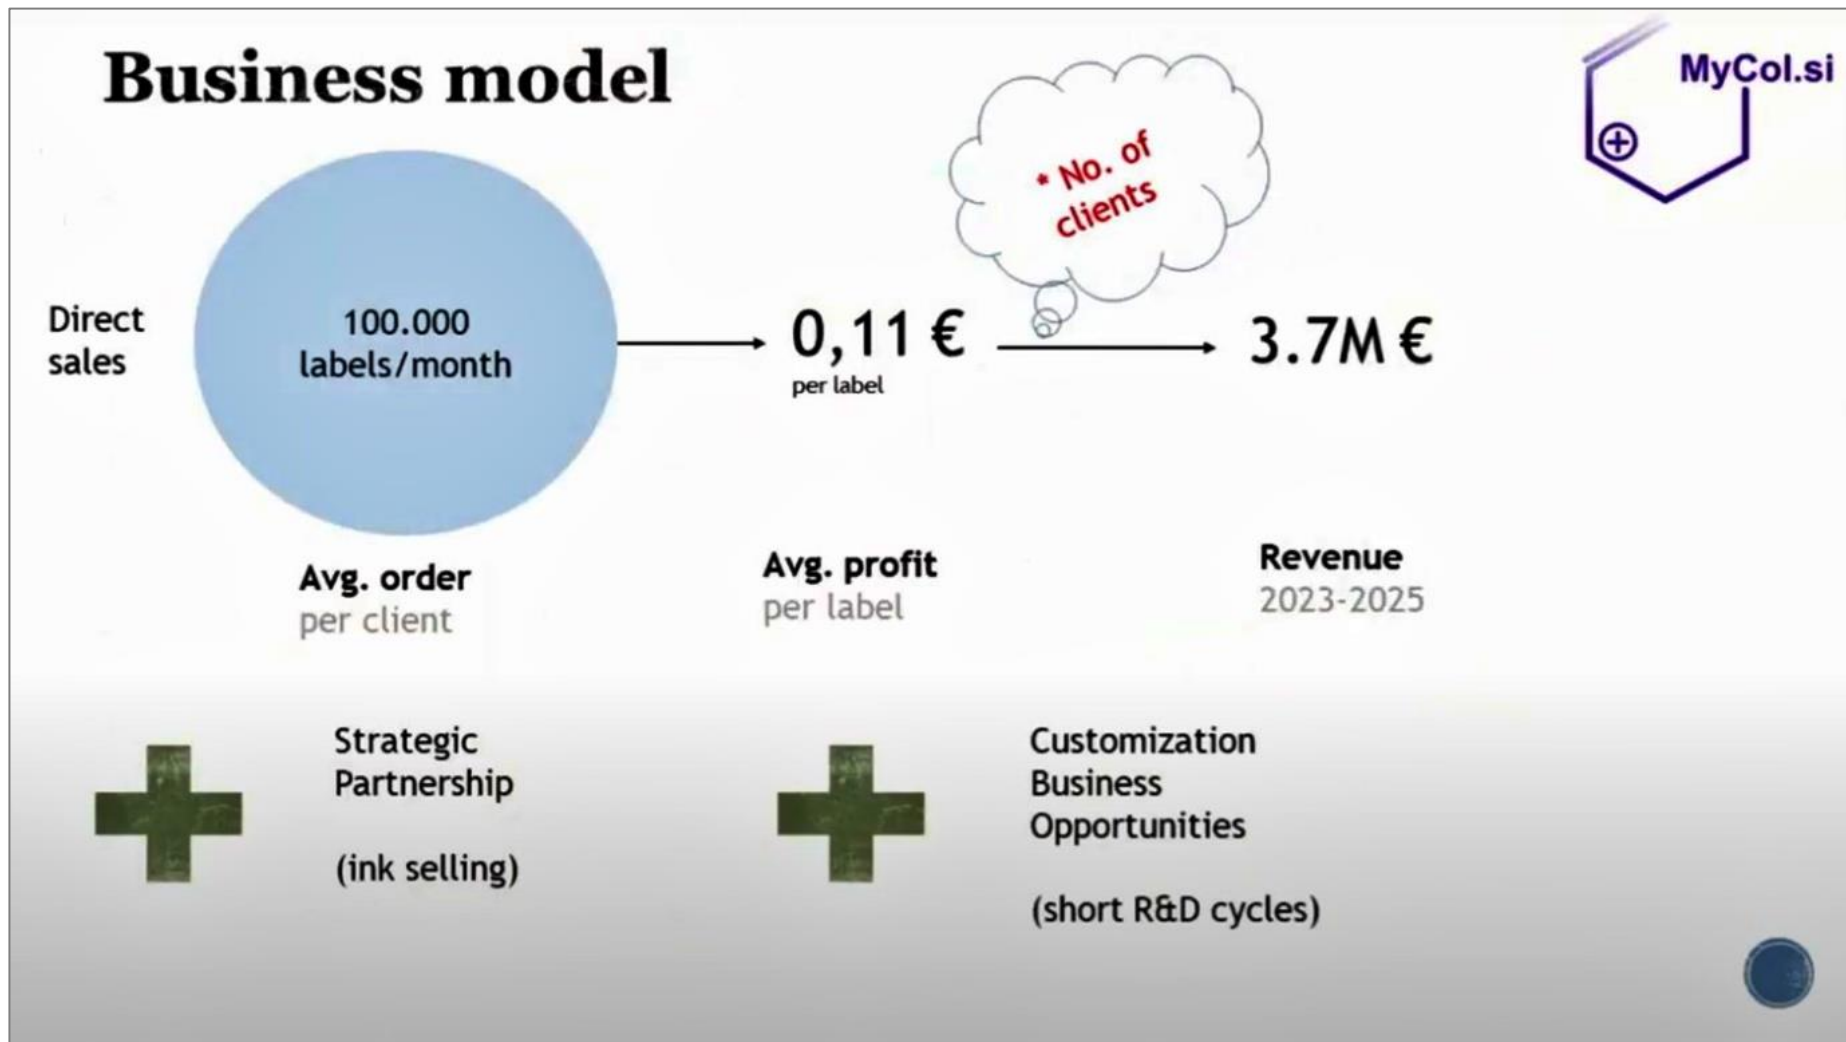 Business model
MyCol.si
* No. of
clients
Direct
sales
100.000
labels/month
0,11 €
per label
3.7M €
Avg. order
per client
Avg. profit
per label
Revenue
2023-2025
Strategic
Partnership
(ink selling)
Customization
Business
Opportunities
(short R&D cycles)